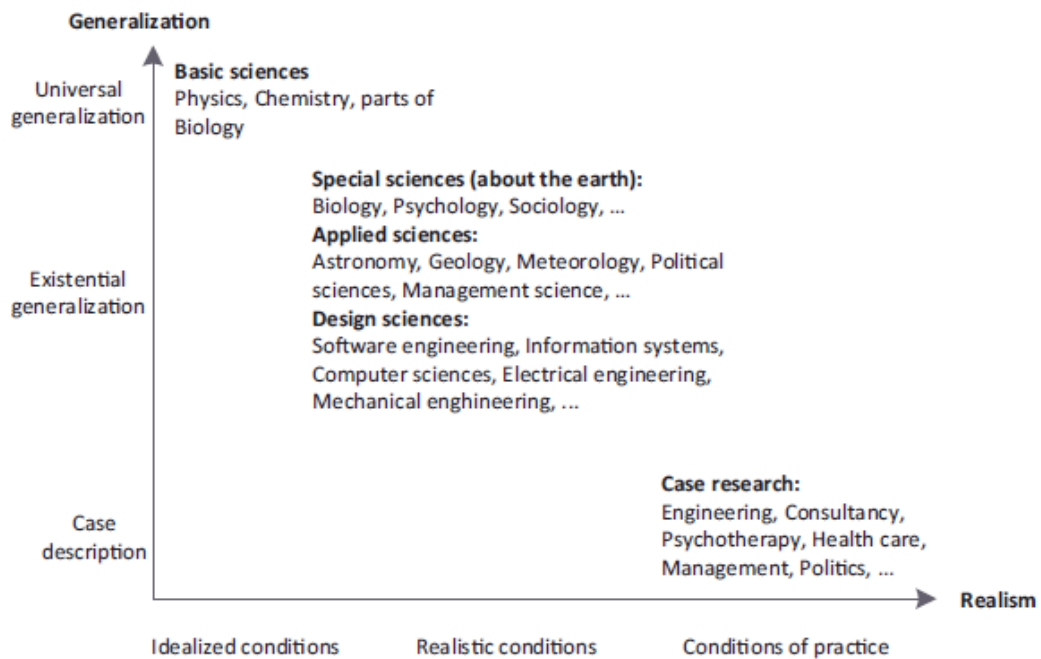 Generalization
Universal
generalization
Basic sciences
Physics, Chemistry, parts of
Biology
Existential
generalization
Special sciences (about the earth):
Biology, Psychology, Sociology, ...
Applied sciences:
Astronomy, Geology, Meteorology, Political
sciences, Management science, ...
Design sciences:
Software engineering, Information systems,
Computer sciences, Electrical engineering,
Mechanical enghineering, ...
Case
description
Case research:
Engineering, Consultancy,
Psychotherapy, Health care,
Management, Politics, ...
Realism
Idealized conditions
Realistic conditions
Conditions of practice